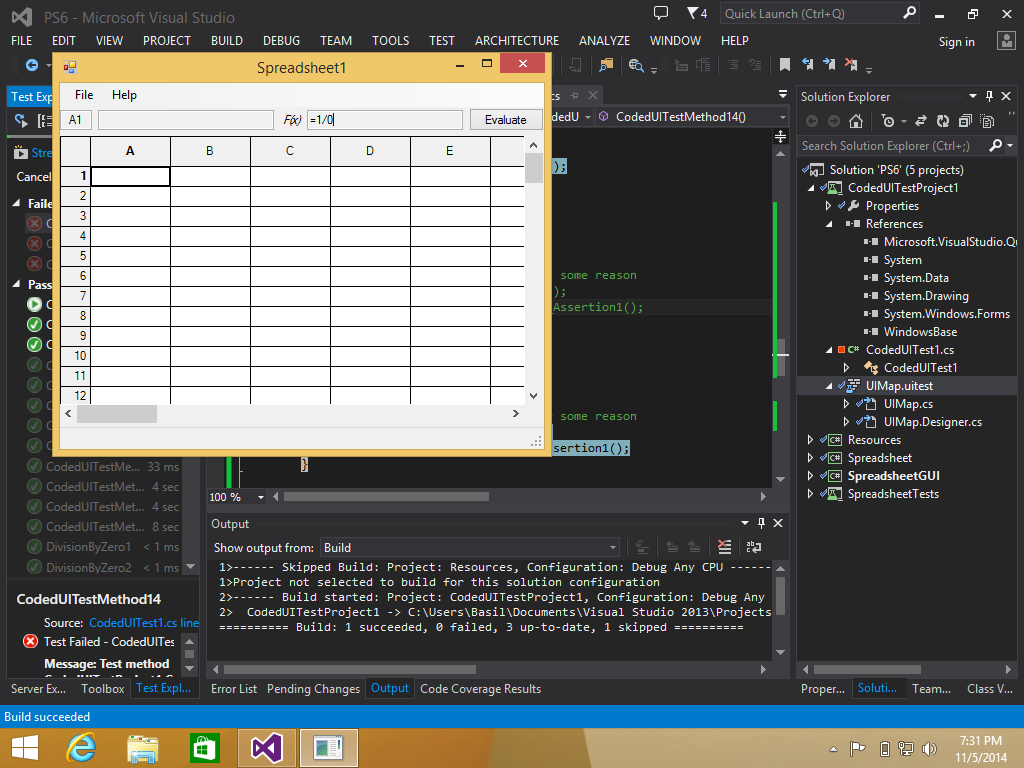 PS6 - Microsoft Visual Studio
4
Quick Launch (Ctrl+Q)
FILE EDIT VIEW PROJECT BUILD DEBUG TEAM TOOLS TEST ARCHITECTURE ANALYZE WINDOW HELP
Sign in
Spreadsheet1
File Help
A1
F(x) =1/0
Evaluate
A B C D E
1
2
3
4
5
6
7
8
9
10
11
12
Test Exp
Stre
Cancel
Faile
Pass
CodedUITestMe... 33 ms
CodedUITestMet... 4 sec
CodedUITestMet... 4 sec
CodedUITestMet... 8 sec
DivisionByZero1 < 1 ms
DivisionByZero2 < 1 ms
CodedUITestMethod14
Source: CodedUITest1.cs line
Test Failed - CodedUITes
Message: Test method
cs
dedU
CodedUITestMethod14()
);
some reason
);
Assertion1();
some reason
sertion1();
}
100 %
Output
Show output from: Build
1>------ Skipped Build: Project: Resources, Configuration: Debug Any CPU ------
1>Project not selected to build for this solution configuration
2>------ Build started: Project: CodedUITestProject1, Configuration: Debug Any
2> CodedUITestProject1 -> C:\Users\Basil\Documents\Visual Studio 2013\Projects
========== Build: 1 succeeded, 0 failed, 3 up-to-date, 1 skipped ==========
Solution Explorer
Search Solution Explorer (Ctrl+;)
Solution 'PS6' (5 projects)
CodedUITestProject1
Properties
References
Microsoft.VisualStudio.Q
System
System.Data
System.Drawing
System.Windows.Forms
WindowsBase
C# CodedUITest1.cs
CodedUITest1
UIMap.uitest
UIMap.cs
UIMap.Designer.cs
C# Resources
C# Spreadsheet
C# SpreadsheetGUI
SpreadsheetTests
Server Ex... Toolbox Test Expl...
Error List Pending Changes Output Code Coverage Results
Proper... Soluti... Team... Class V...
Build succeeded
7:31 PM
11/5/2014